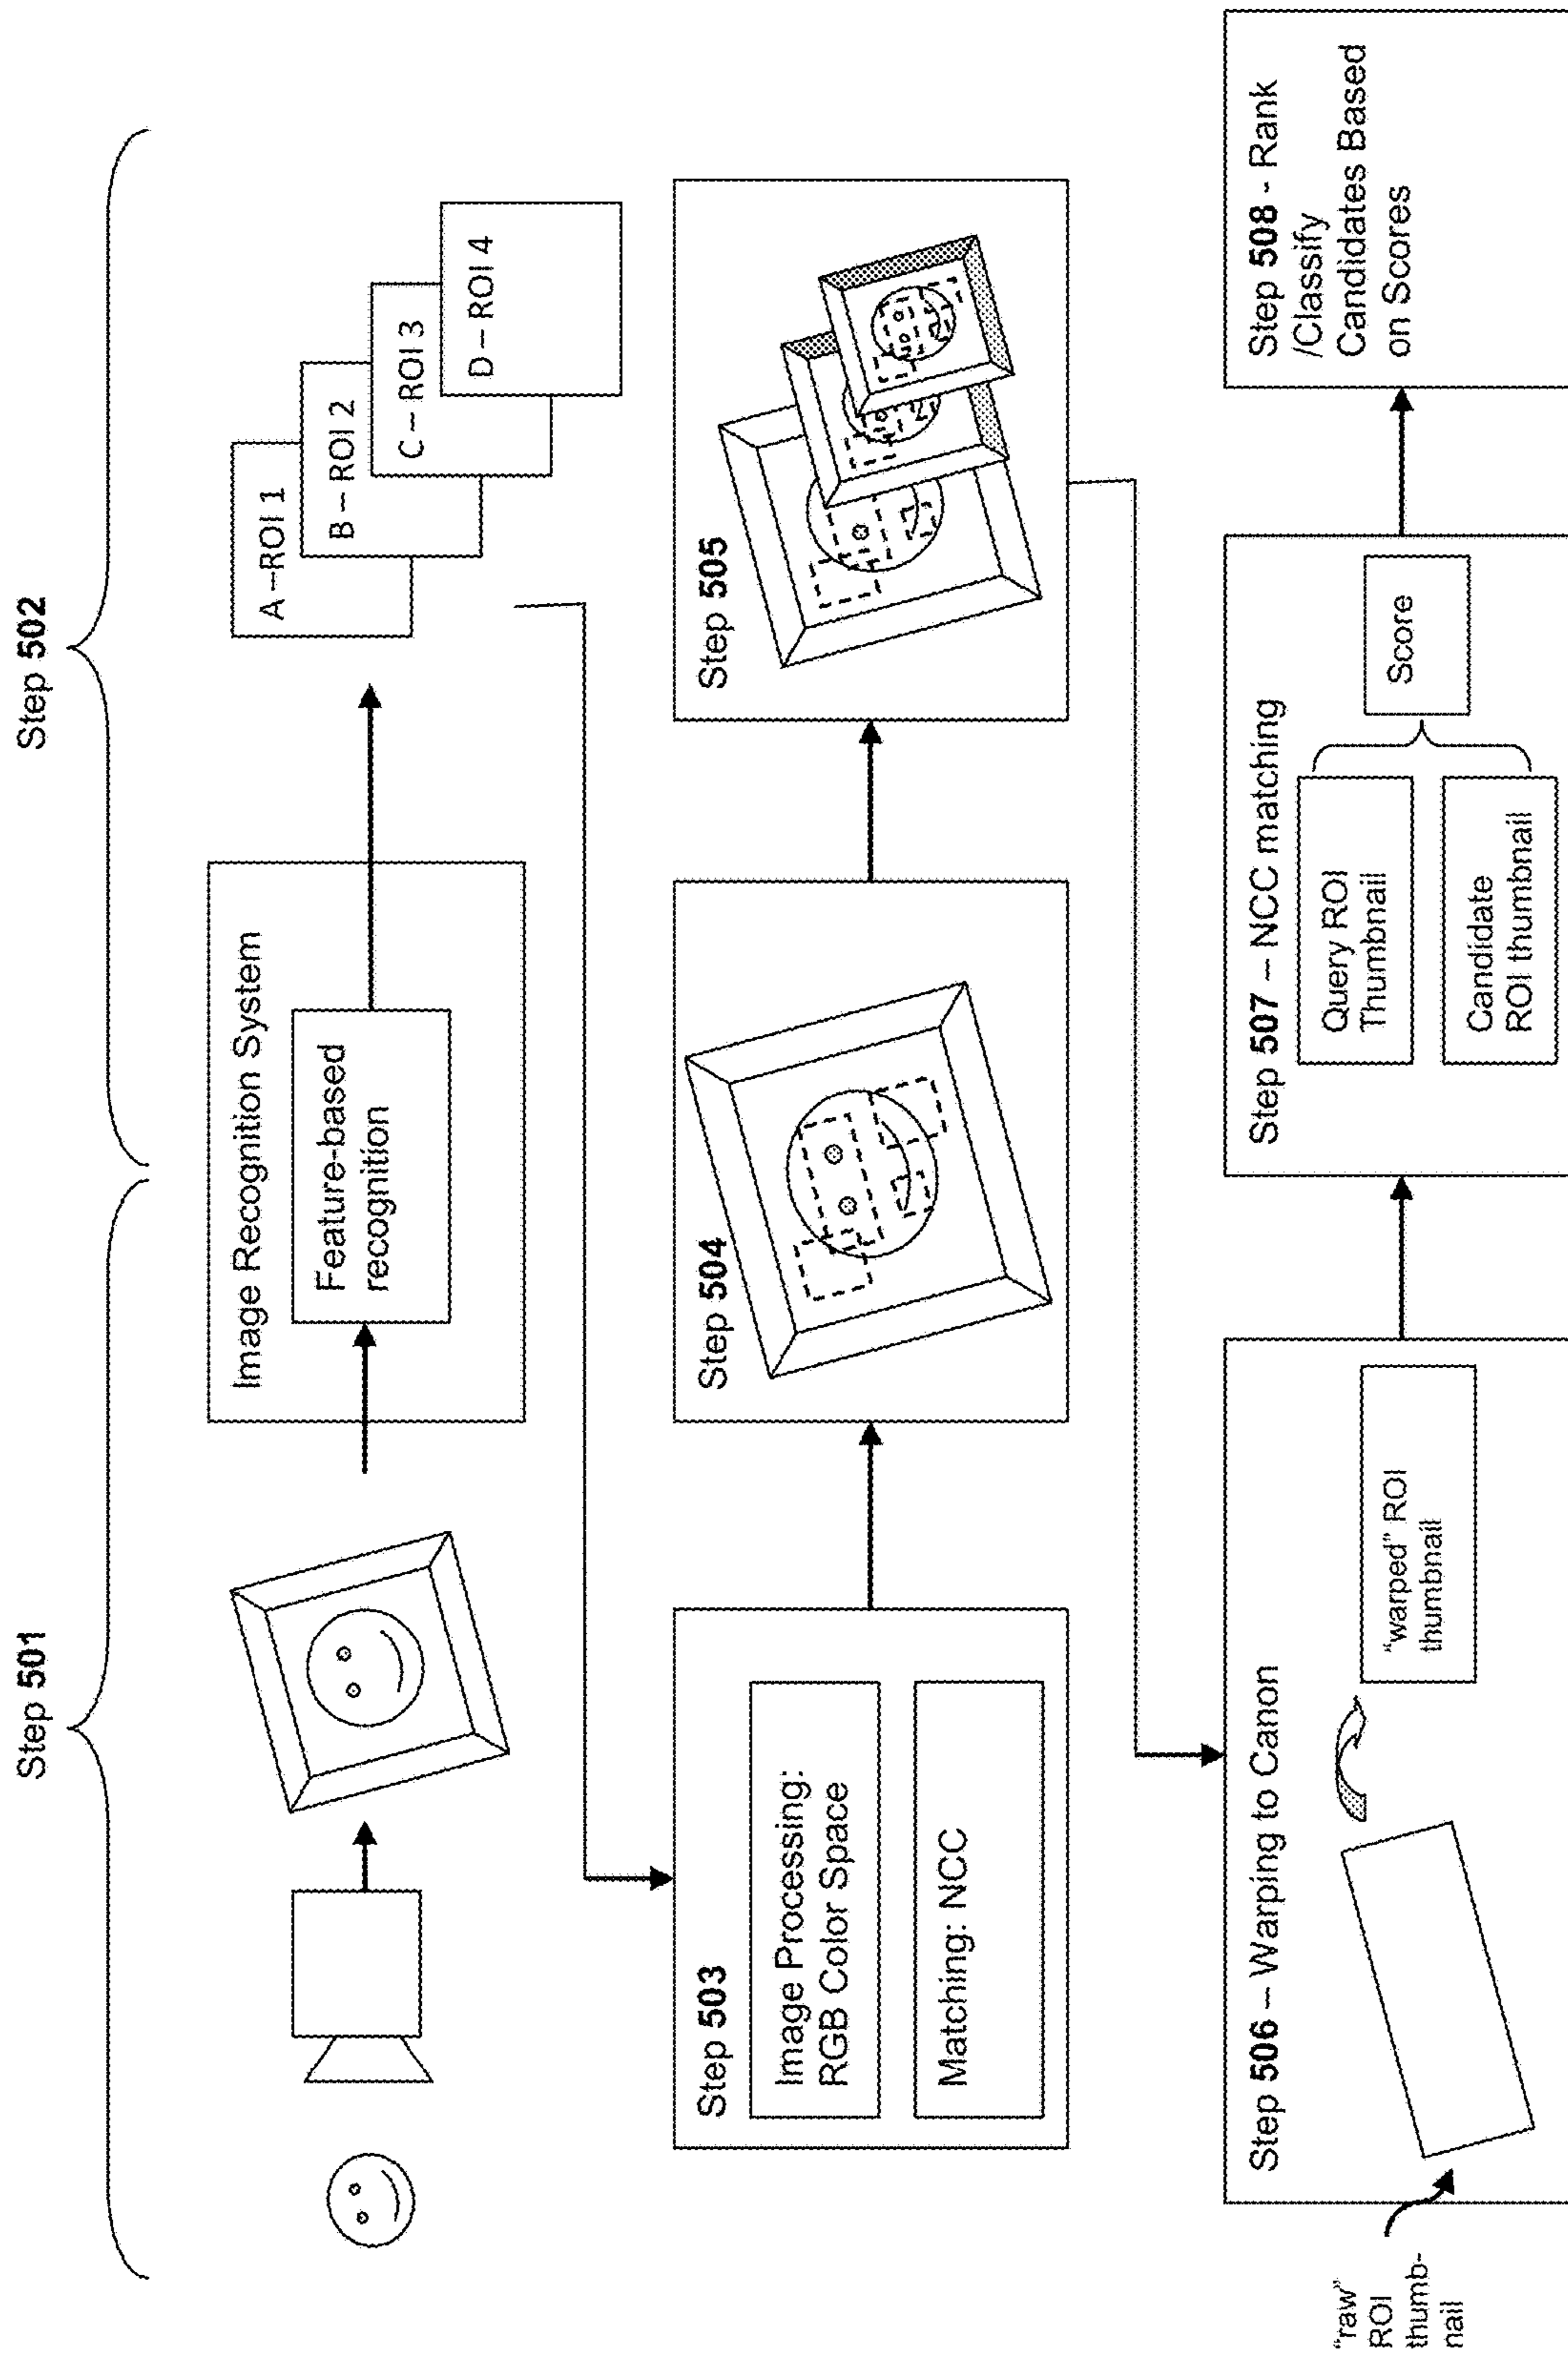 Step 501
Step 502
Image Recognition System
Feature-based
recognition
A –ROI 1
B – ROI 2
C – ROI 3
D – ROI 4
Step 503
Image Processing:
RGB Color Space
Matching: NCC
Step 504
Step 505
"raw"
ROI
thumb-
nail
Step 506 – Warping to Canon
"warped" ROI
thumbnail
Step 507 – NCC matching
Query ROI
Thumbnail
Candidate
ROI thumbnail
Score
Step 508 - Rank
/Classify
Candidates Based
on Scores